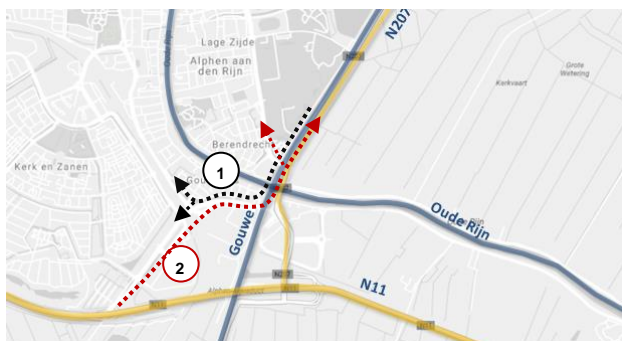 N207
Lage Zijde
Alphen aan
den Rijn
Kerkvaart
Grote
Wetering
Berendrecht
Kerk en Zanen
1
Gouwe
Oude Rijn
2
N11